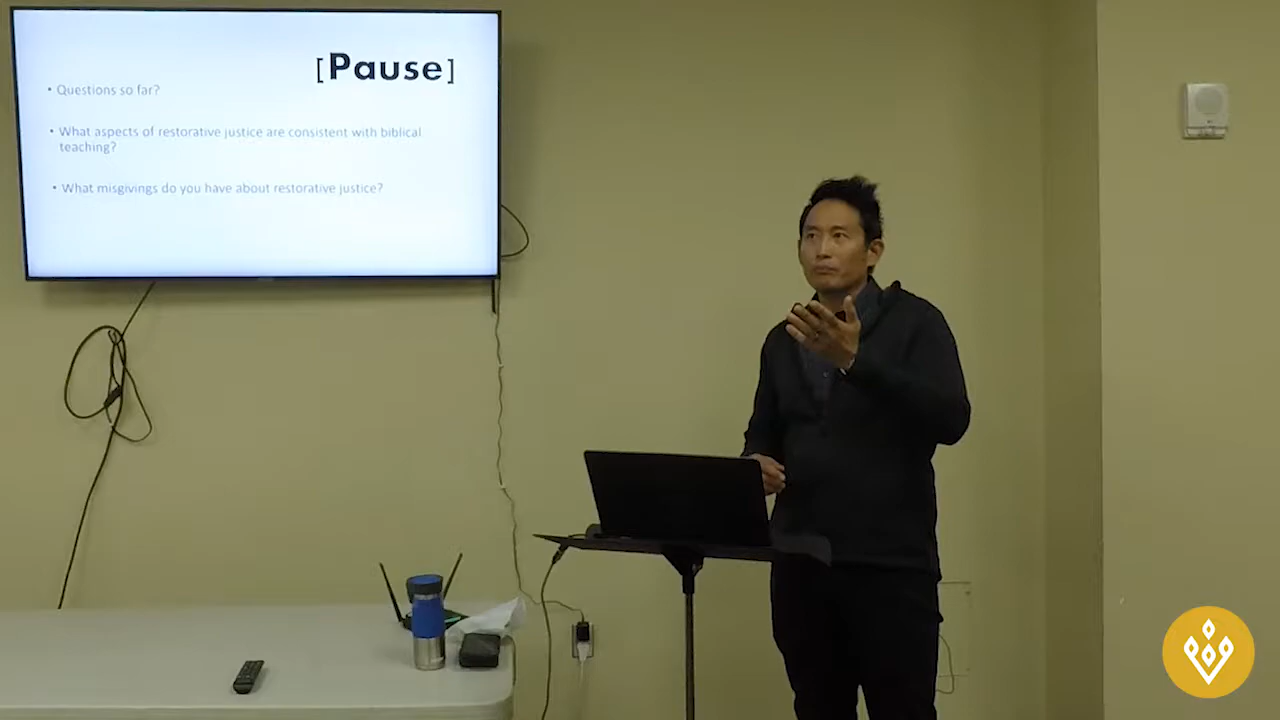 [Pause]
• Questions so far?
• What aspects of restorative justice are consistent with biblical
teaching?
• What misgivings do you have about restorative justice?